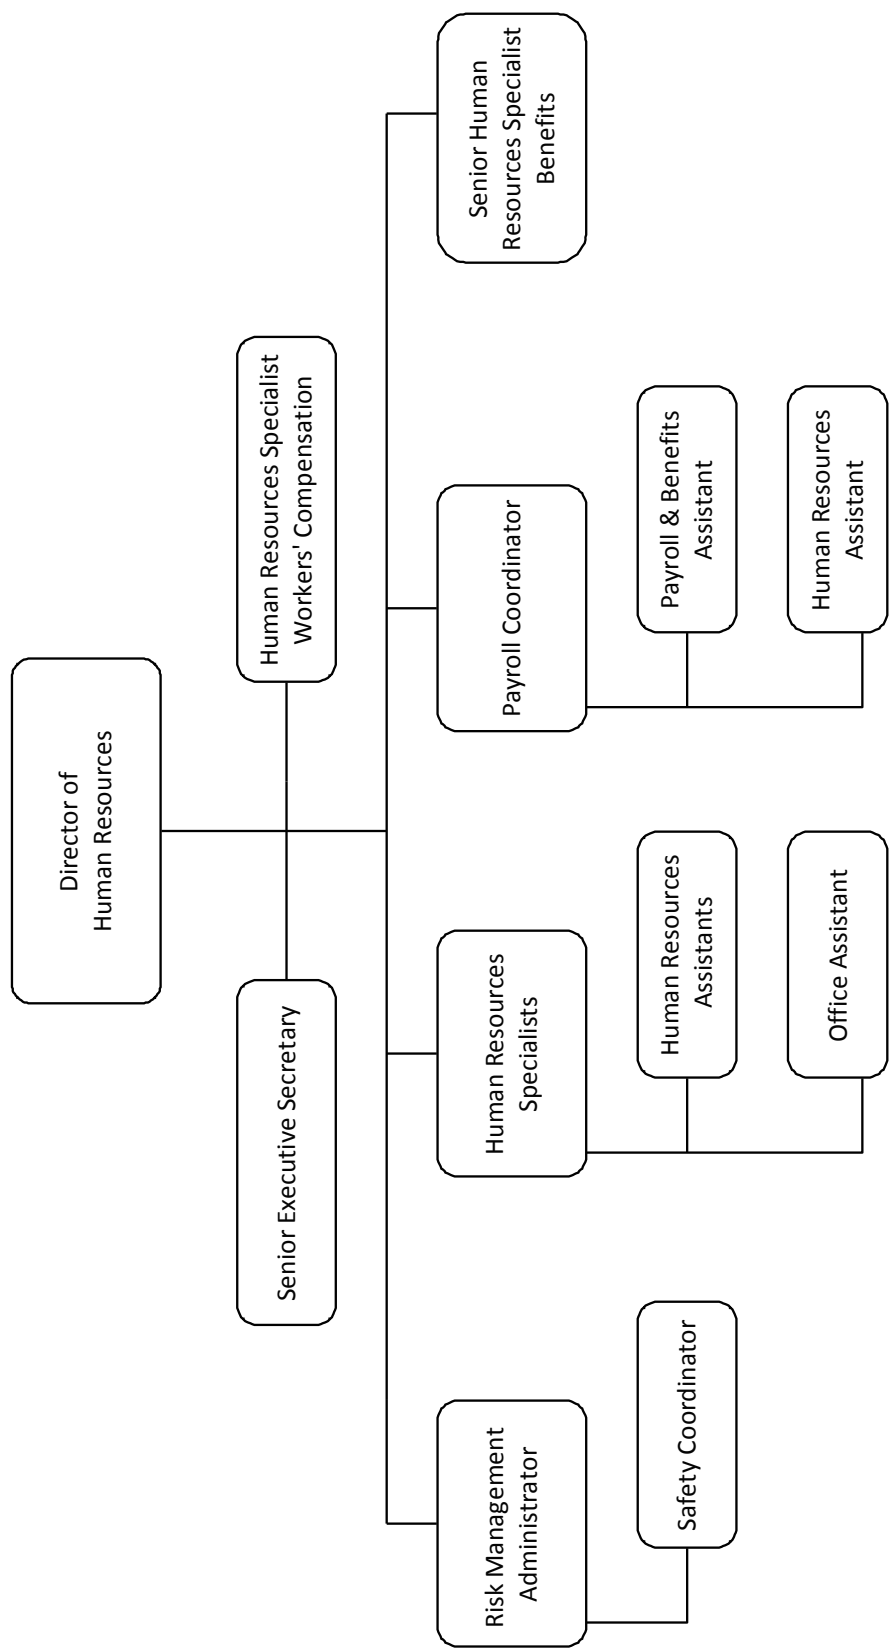 Director of
Human Resources
Senior Executive Secretary
Human Resources Specialist
Workers' Compensation
Risk Management
Administrator
Human Resources
Specialists
Payroll Coordinator
Senior Human
Resources Specialist
Benefits
Safety Coordinator
Human Resources
Assistants
Payroll & Benefits
Assistant
Office Assistant
Human Resources
Assistant